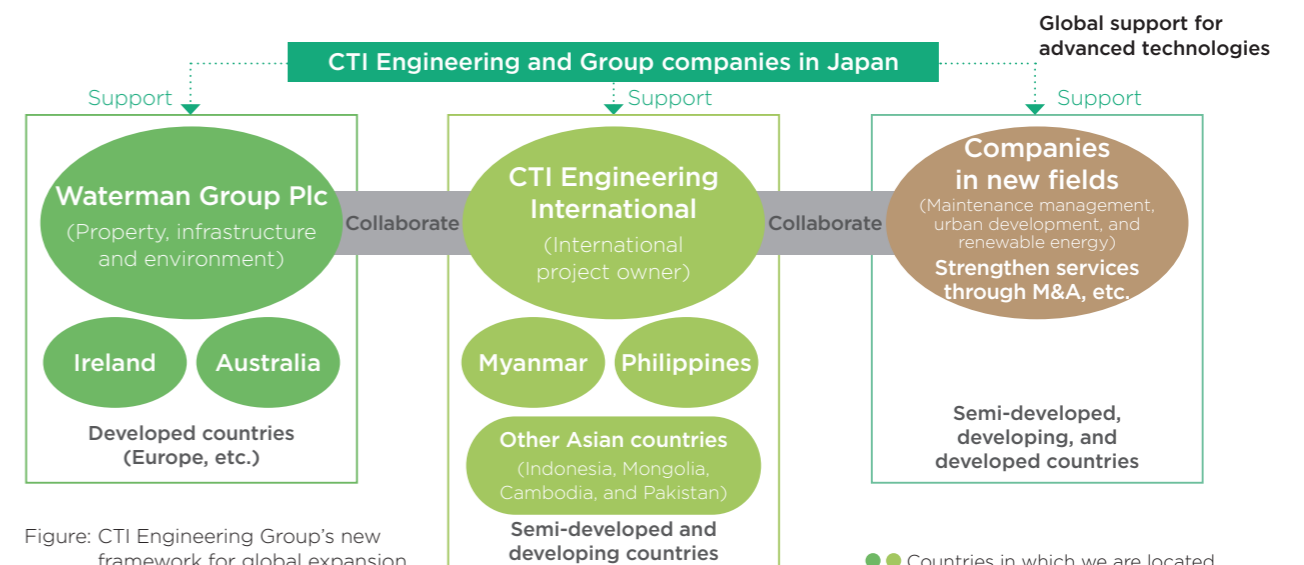 Global support for
advanced technologies
CTI Engineering and Group companies in Japan
Support
Support
Support
Waterman Group Plc
(Property, infrastructure
and environment)
Collaborate
CTI Engineering
International
(International
project owner)
Collaborate
Companies
in new fields
(Maintenance management,
urban development, and
renewable energy)
Strengthen services
through M&A, etc.
Ireland
Australia
Developed countries
(Europe, etc.)
Myanmar
Philippines
Other Asian countries
(Indonesia, Mongolia,
Cambodia, and Pakistan)
Semi-developed and
developing countries
Semi-developed,
developing, and
developed countries
Figure: CTI Engineering Group’s new
framework for global expansion
Countries in which we are located